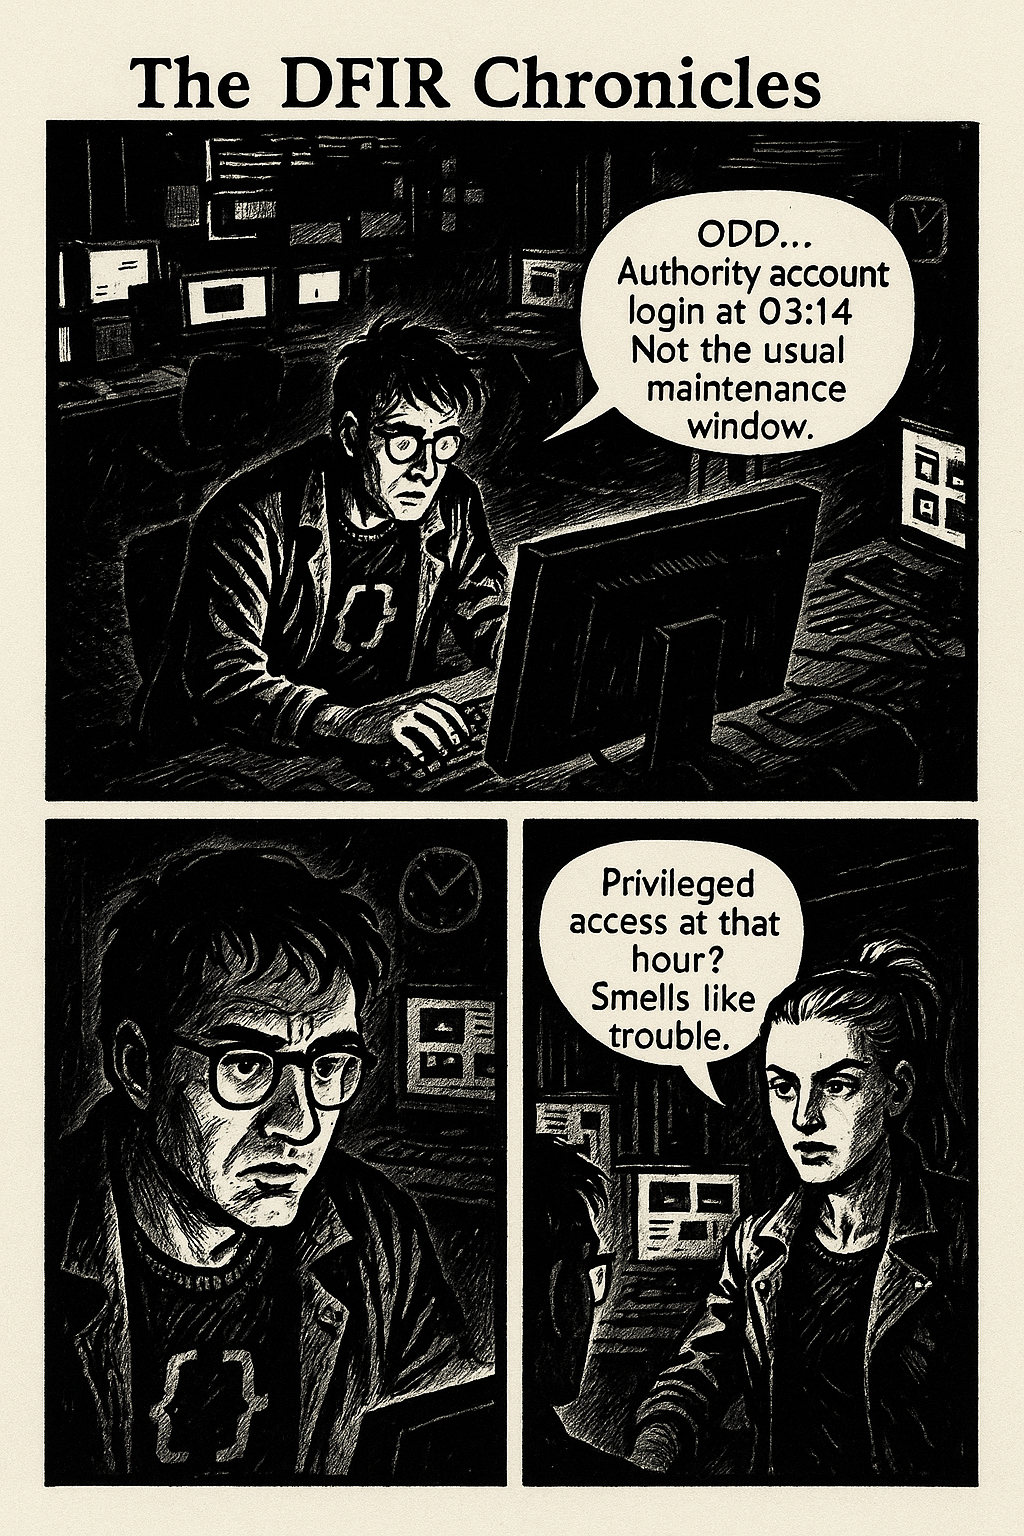 The DFIR Chronicles
ODD...
Authority account
login at 03:14
Not the usual
maintenance
window.
{}
{}
Privileged
access at that
hour?
Smells like
trouble.